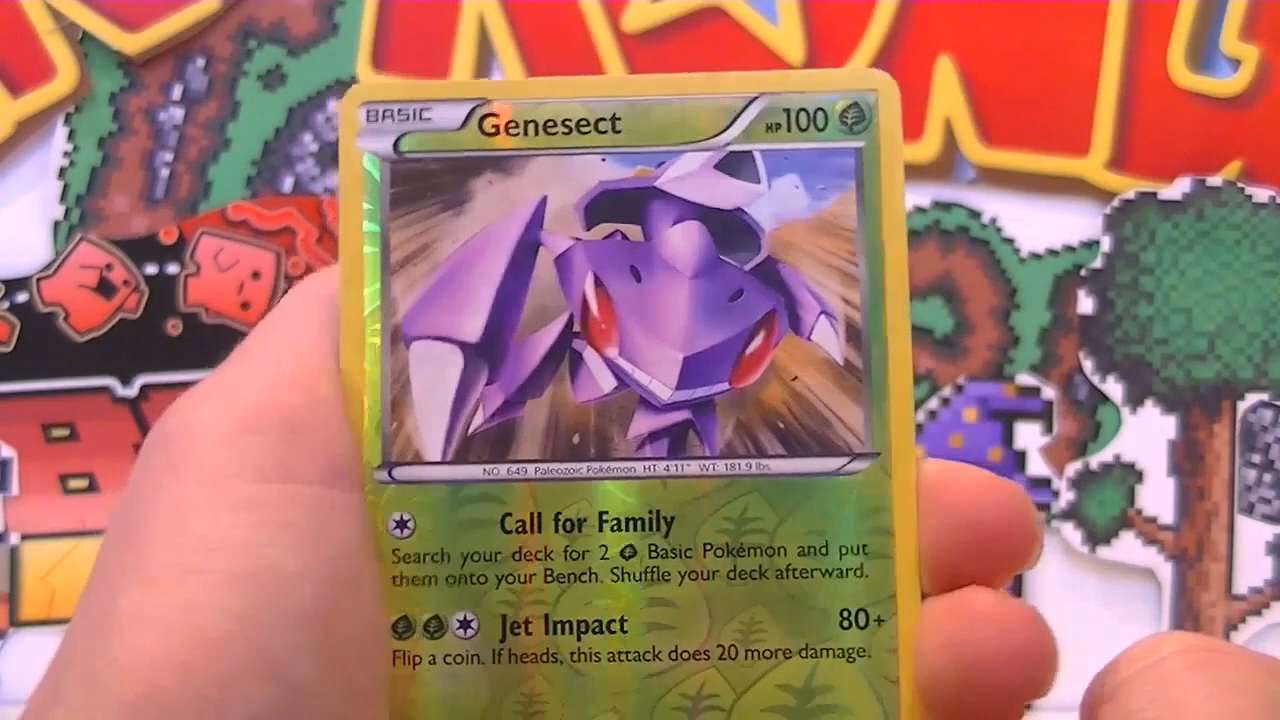 BASIC Genesect HP100
NO. 649 Paleozoic Pokémon HT: 4'11" WT: 181.9 lbs.
Call for Family
Search your deck for 2 Basic Pokémon and put
them onto your Bench. Shuffle your deck afterward.
Jet Impact 80+
Flip a coin. If heads, this attack does 20 more damage.